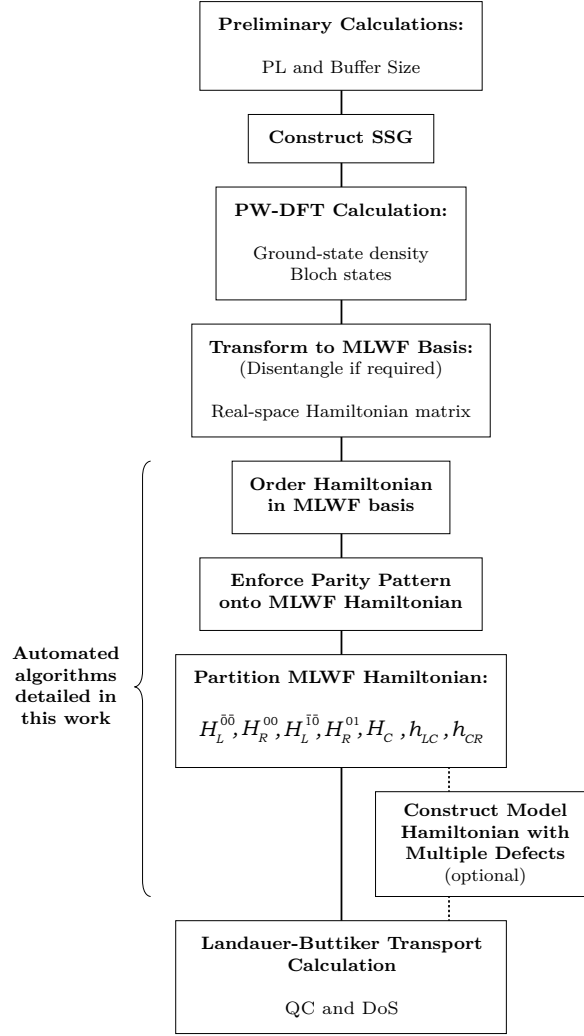 Preliminary Calculations:
PL and Buffer Size
Construct SSG
PW-DFT Calculation:
Ground-state density
Bloch states
Transform to MLWF Basis:
(Disentangle if required)
Real-space Hamiltonian matrix
Order Hamiltonian
in MLWF basis
Enforce Parity Pattern
onto MLWF Hamiltonian
Automated
algorithms
detailed in
this work
Partition MLWF Hamiltonian:
H_L^{0̄0̄}, H_R^{00}, H_L^{1̄0̄}, H_R^{01}, H_C, h_{LC}, h_{CR}
Construct Model
Hamiltonian with
Multiple Defects
(optional)
Landauer-Buttiker Transport
Calculation
QC and DoS